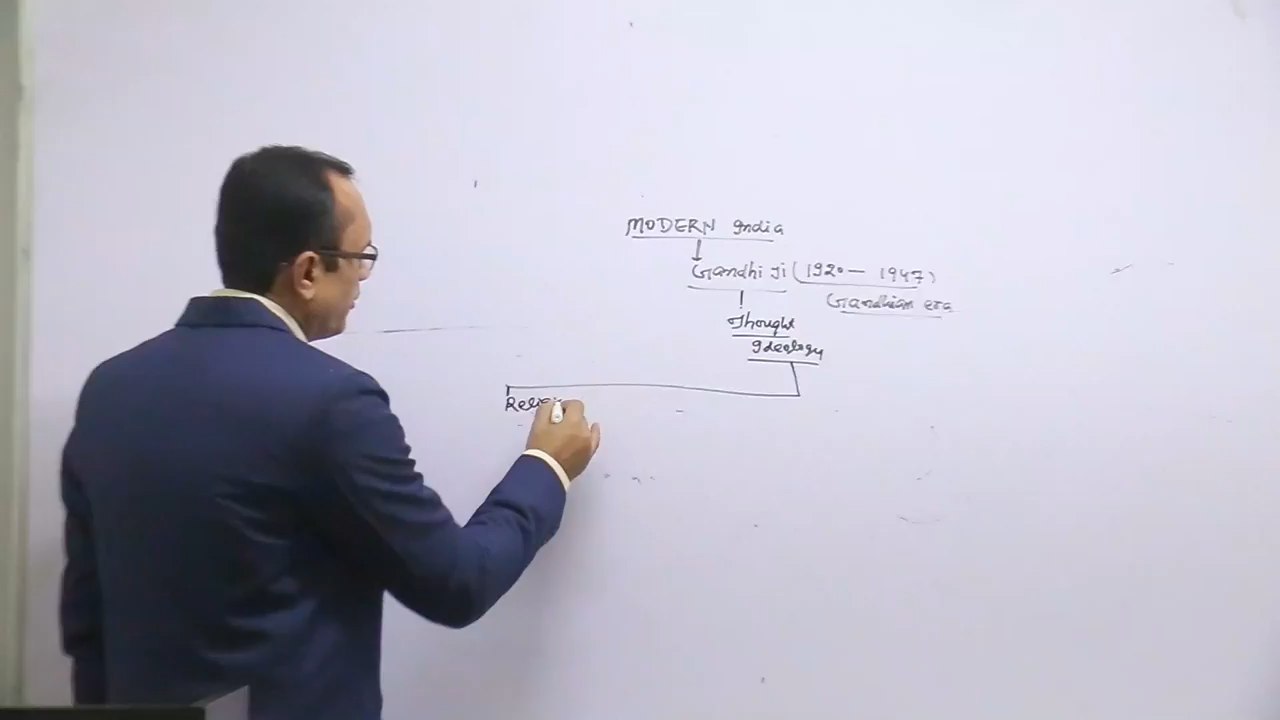 MODERN India
Gandhi Ji (1920 — 1947)
Gandhian era
Thought
Ideology